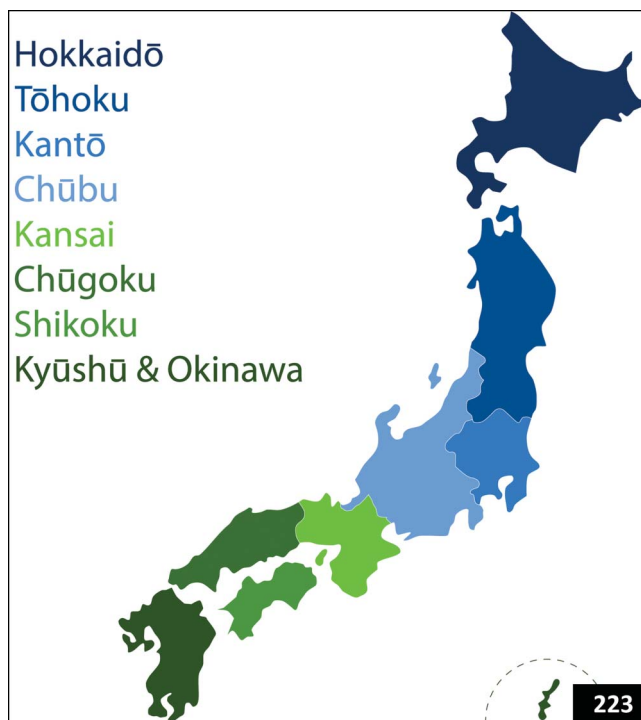 Hokkaidō
Tōhoku
Kantō
Chūbu
Kansai
Chūgoku
Shikoku
Kyūshū & Okinawa
223